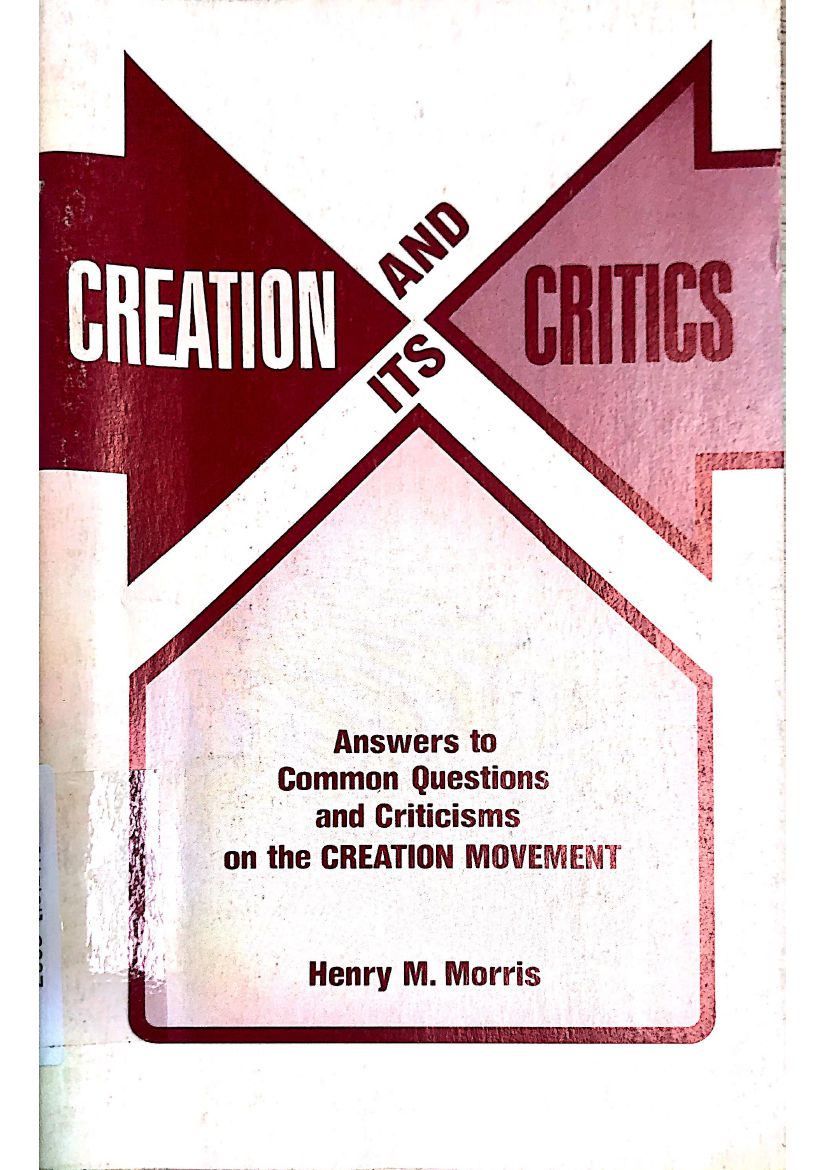 CREATION
AND
ITS
CRITICS
Answers to
Common Questions
and Criticisms
on the CREATION MOVEMENT
Henry M. Morris